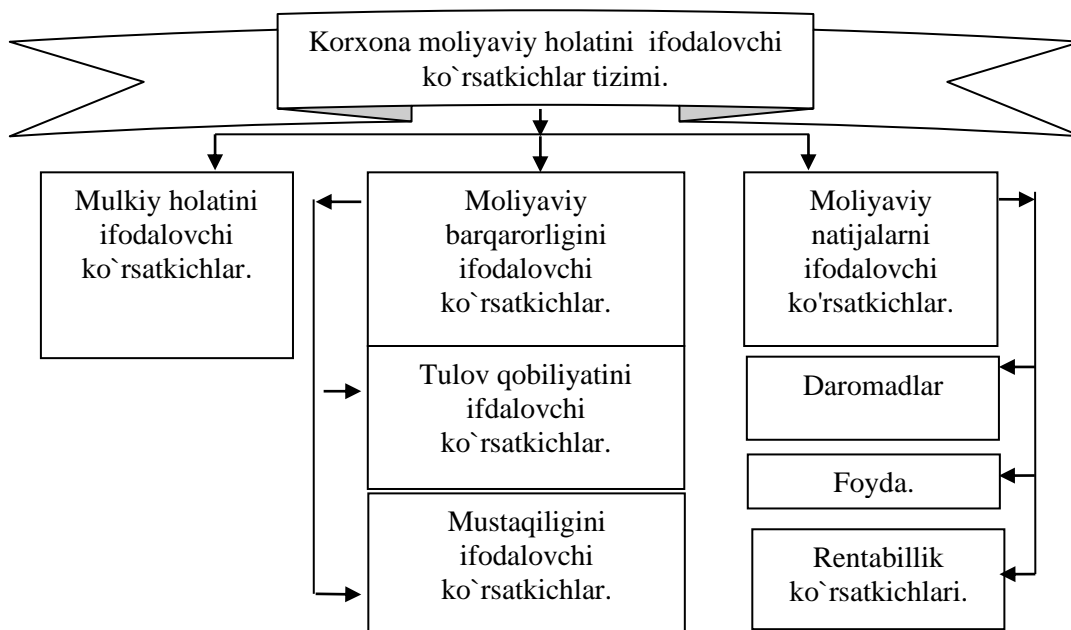 Korxona moliyaviy holatini ifodalovchi
ko`rsatkichlar tizimi.
Mulkiy holatini
ifodalovchi
ko`rsatkichlar.
Moliyaviy
barqarorligini
ifodalovchi
ko`rsatkichlar.
Tulov qobiliyatini
ifdalovchi
ko`rsatkichlar.
Mustaqiligini
ifodalovchi
ko`rsatkichlar.
Moliyaviy
natijalarni
ifodalovchi
ko'rsatkichlar.
Daromadlar
Foyda.
Rentabillik
ko`rsatkichlari.